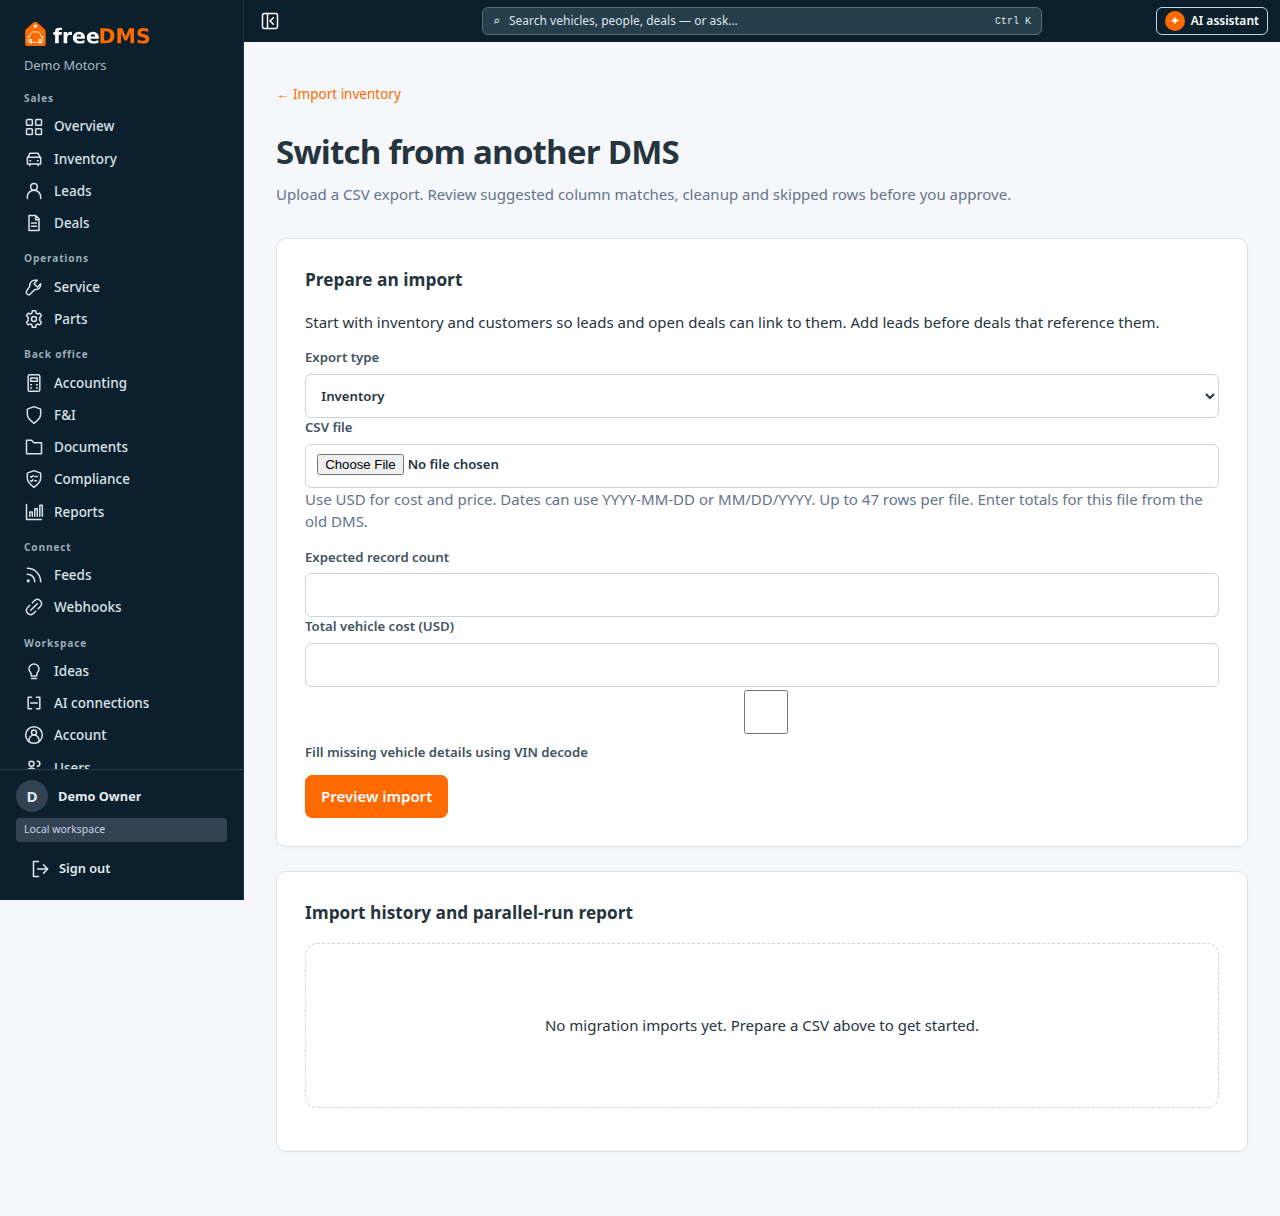 freeDMS
Demo Motors
Sales
Overview
Inventory
Leads
Deals
Operations
Service
Parts
Back office
Accounting
F&I
Documents
Compliance
Reports
Connect
Feeds
Webhooks
Workspace
Ideas
AI connections
Account
Users
D
Demo Owner
Local workspace
Sign out
Search vehicles, people, deals — or ask...
Ctrl K
AI assistant
← Import inventory
Switch from another DMS
Upload a CSV export. Review suggested column matches, cleanup and skipped rows before you approve.
Prepare an import
Start with inventory and customers so leads and open deals can link to them. Add leads before deals that reference them.
Export type
Inventory
CSV file
Choose File No file chosen
Use USD for cost and price. Dates can use YYYY-MM-DD or MM/DD/YYYY. Up to 47 rows per file. Enter totals for this file from the
old DMS.
Expected record count
Total vehicle cost (USD)
Fill missing vehicle details using VIN decode
Preview import
Import history and parallel-run report
No migration imports yet. Prepare a CSV above to get started.